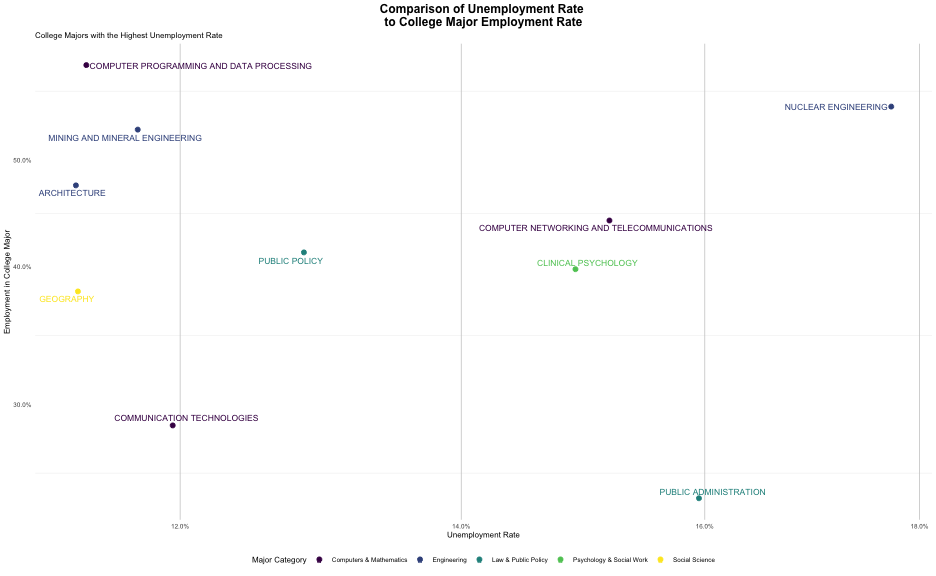 Comparison of Unemployment Rate
to College Major Employment Rate
College Majors with the Highest Unemployment Rate
COMPUTER PROGRAMMING AND DATA PROCESSING
NUCLEAR ENGINEERING
MINING AND MINERAL ENGINEERING
50.0%
ARCHITECTURE
COMPUTER NETWORKING AND TELECOMMUNICATIONS
PUBLIC POLICY
CLINICAL PSYCHOLOGY
40.0%
GEOGRAPHY
Employment in College Major
30.0%
COMMUNICATION TECHNOLOGIES
PUBLIC ADMINISTRATION
12.0% 14.0% 16.0% 18.0%
Unemployment Rate
Major Category Computers & Mathematics Engineering Law & Public Policy Psychology & Social Work Social Science